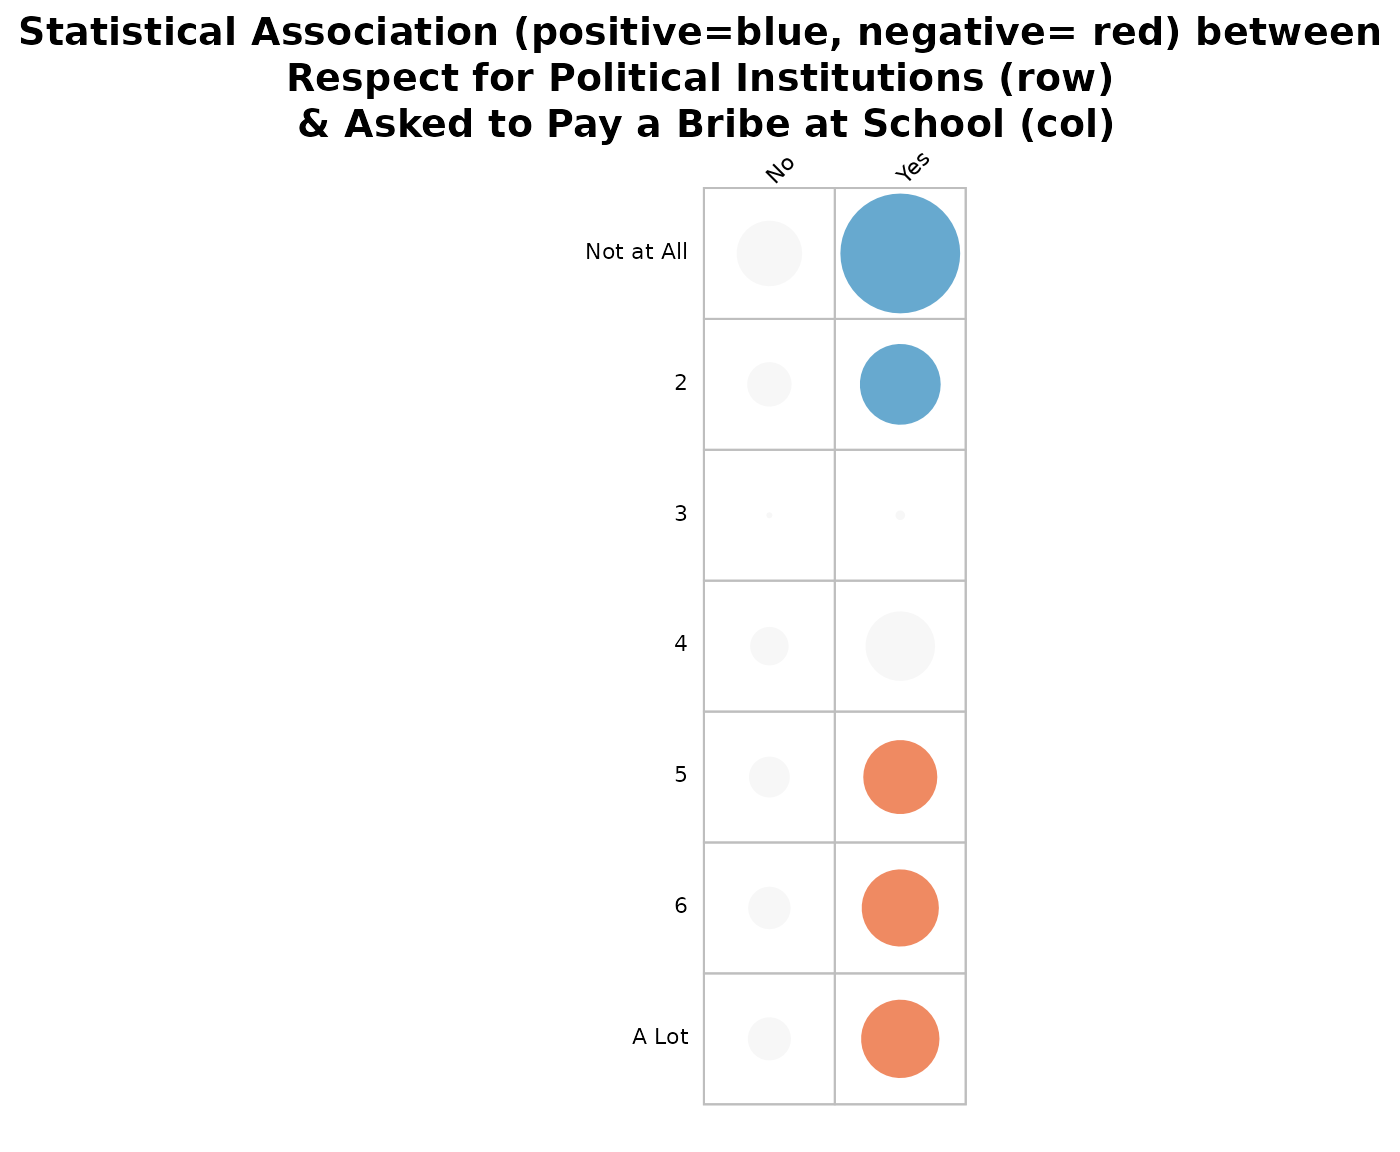 Statistical Association (positive=blue, negative= red) between
Respect for Political Institutions (row)
& Asked to Pay a Bribe at School (col)
No Yes
Not at All
2
3
4
5
6
A Lot